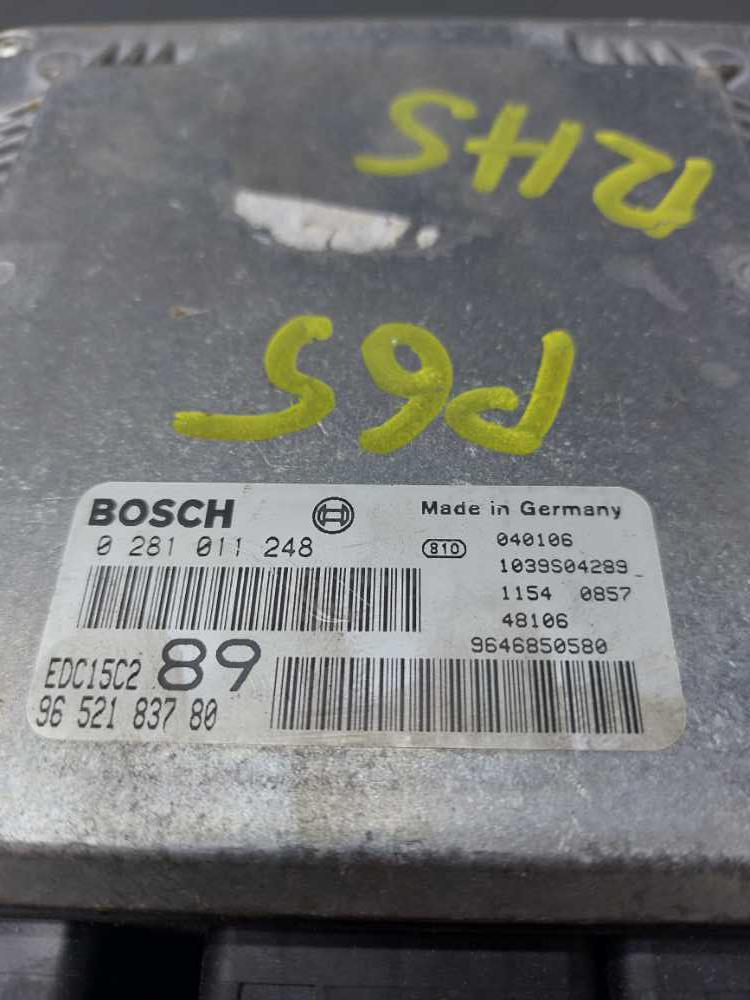 RHS
P65
BOSCH
Made in Germany
0 281 011 248
810
040106
1039S04289
1154 0857
48106
9646850580
EDC15C2 89
96 521 837 80